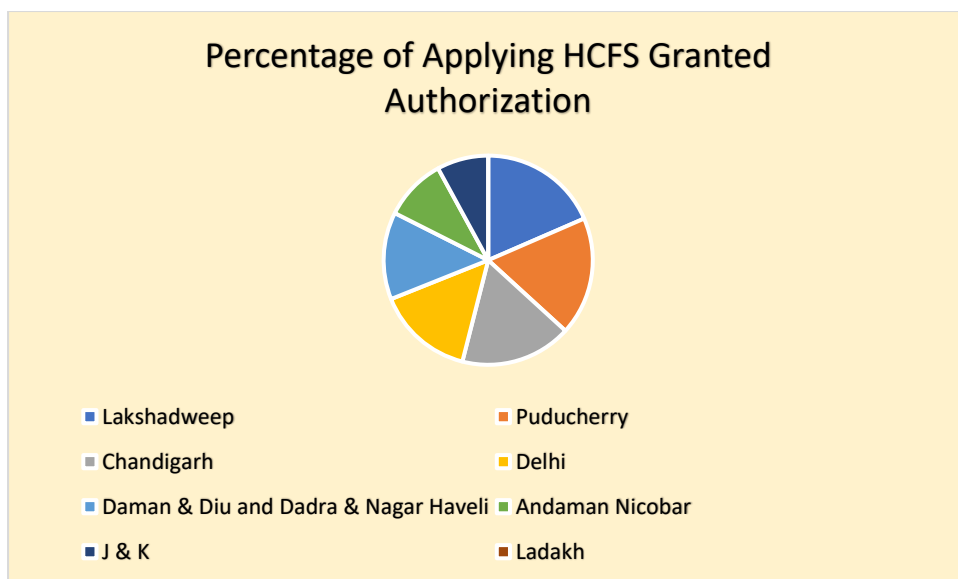 Percentage of Applying HCFS Granted
Authorization
Lakshadweep
Puducherry
Chandigarh
Delhi
Daman & Diu and Dadra & Nagar Haveli
Andaman Nicobar
J & K
Ladakh